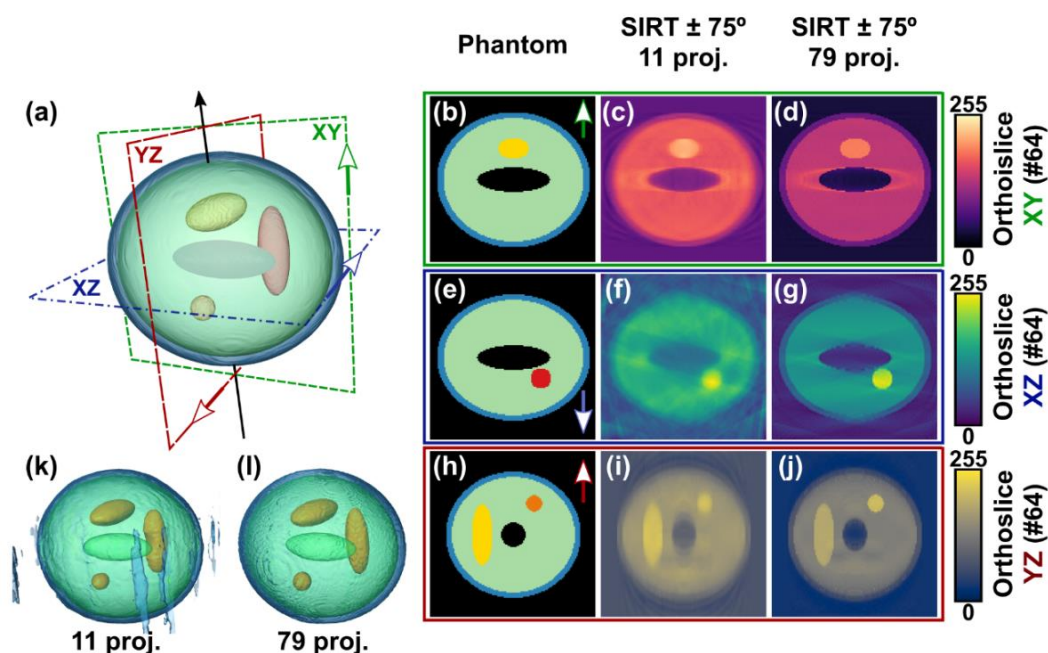 Phantom
SIRT ± 75º
11 proj.
SIRT ± 75º
79 proj.
(a)
XY
YZ
XZ
(b)
(c)
(d)
255
0
Orthoislice
XY (#64)
(e)
(f)
(g)
255
0
Orthoslice
XZ (#64)
(h)
(i)
(j)
255
0
Orthoslice
YZ (#64)
(k)
(l)
11 proj.
79 proj.